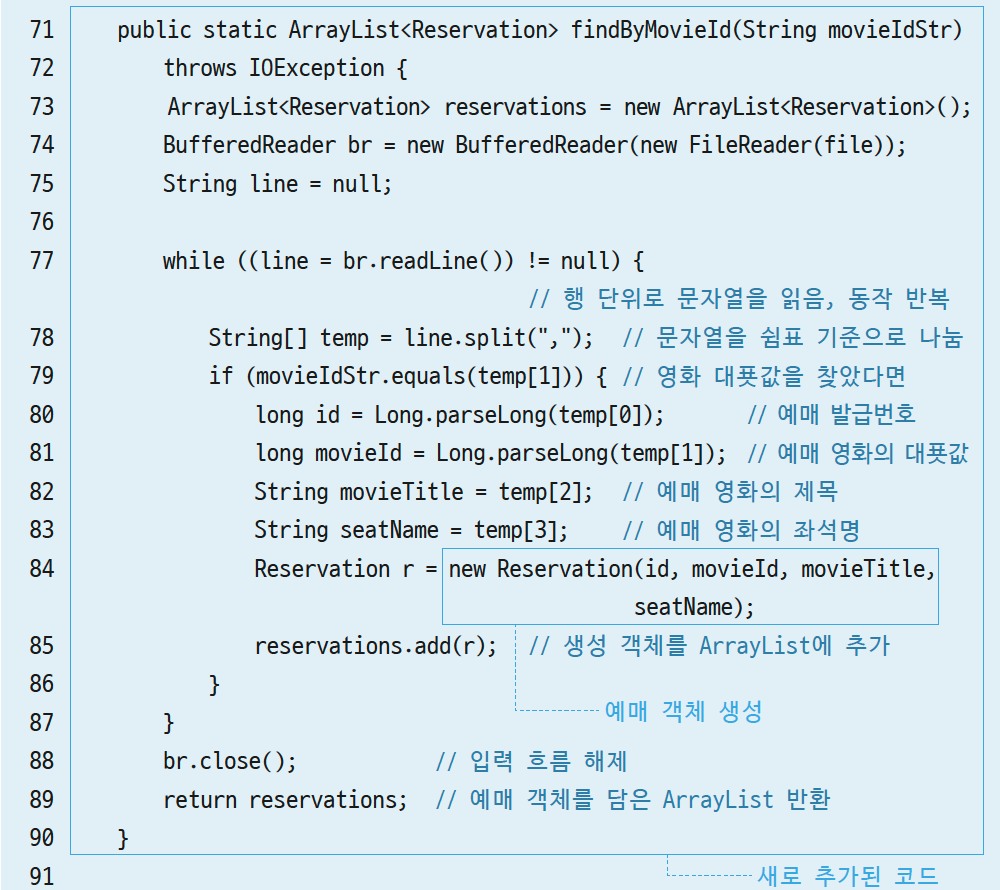 71 public static ArrayList<Reservation> findByMovieId(String movieIdStr)
72 throws IOException {
73 ArrayList<Reservation> reservations = new ArrayList<Reservation>();
74 BufferedReader br = new BufferedReader(new FileReader(file));
75 String line = null;
76
77 while ((line = br.readLine()) != null) {
// 행 단위로 문자열을 읽음, 동작 반복
78 String[] temp = line.split(","); // 문자열을 쉼표 기준으로 나눔
79 if (movieIdStr.equals(temp[1])) { // 영화 대푯값을 찾았다면
80 long id = Long.parseLong(temp[0]); // 예매 발급번호
81 long movieId = Long.parseLong(temp[1]); // 예매 영화의 대푯값
82 String movieTitle = temp[2]; // 예매 영화의 제목
83 String seatName = temp[3]; // 예매 영화의 좌석명
84 Reservation r = new Reservation(id, movieId, movieTitle,
seatName);
85 reservations.add(r); // 생성 객체를 ArrayList에 추가
86 }
예매 객체 생성
87 }
88 br.close(); // 입력 흐름 해제
89 return reservations; // 예매 객체를 담은 ArrayList 반환
90 }
91 새로 추가된 코드